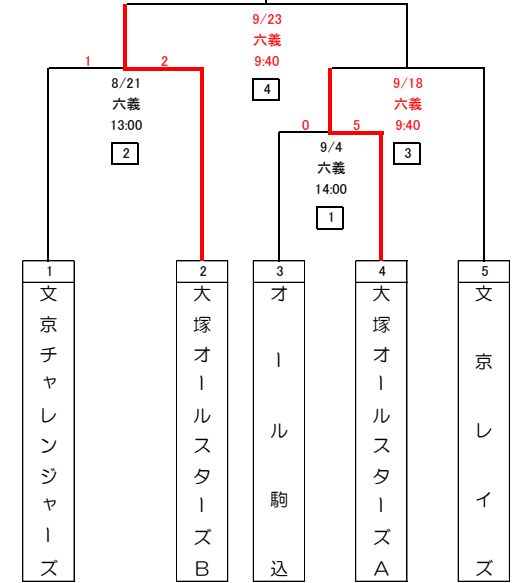 9/23
六義
9:40
4
1
2
8/21
六義
13:00
2
9/18
六義
9:40
3
0
5
9/4
六義
14:00
1
1
文京チャレンジャーズ
2
大塚オールスターズB
3
オール駒込
4
大塚オールスターズA
5
文京レイズ